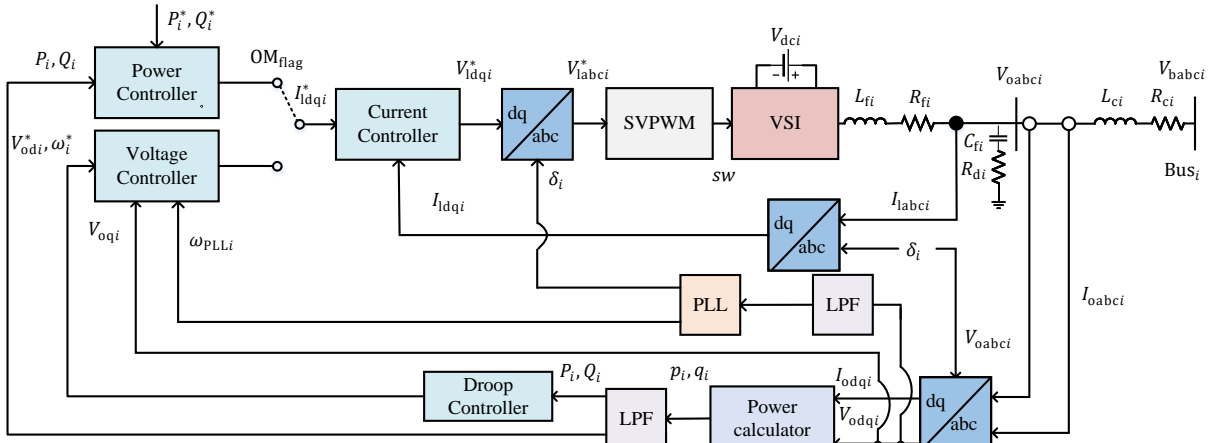 P_i^*, Q_i^*
P_i, Q_i
Power
Controller
OM_flag
I_ldqi^*
V_odi^*, ω_i^*
Voltage
Controller
Current
Controller
V_ldqi^*
dq
abc
V_labci^*
SVPWM
sw
V_dci
− +
VSI
L_fi
R_fi
V_oabci
C_fi
R_di
L_ci
R_ci
V_babci
Bus_i
V_oqi
ω_PLLi
I_ldqi
δ_i
dq
abc
I_labci
δ_i
I_oabci
PLL
LPF
V_oabci
Droop
Controller
P_i, Q_i
LPF
p_i, q_i
Power
calculator
I_odqi
V_odqi
dq
abc